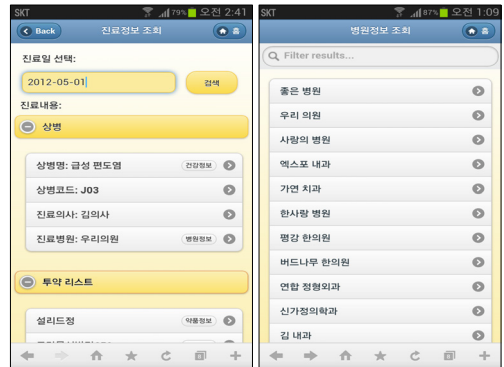 SKT 79% 오전 2:41
Back 진료정보 조회 홈
진료일 선택:
2012-05-01 검색
진료내용:
상병
상병명: 급성 편도염 건강정보
상병코드: J03
진료의사: 김의사
진료병원: 우리의원 병원정보
투약 리스트
설리드정 약품정보
SKT 87% 오전 1:09
병원정보 조회 홈
Filter results...
좋은 병원
우리 의원
사랑의 병원
엑스포 내과
가연 치과
한사랑 병원
평강 한의원
버드나무 한의원
연합 정형외과
신가정의학과
김 내과